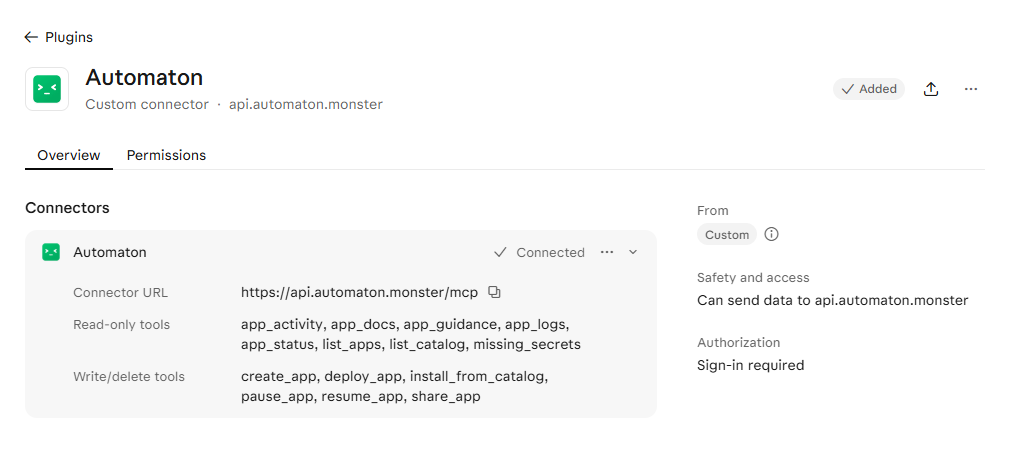 Plugins
Automaton
Custom connector · api.automaton.monster
Added
Overview
Permissions
Connectors
Automaton
Connected
Connector URL
https://api.automaton.monster/mcp
Read-only tools
app_activity, app_docs, app_guidance, app_logs,
app_status, list_apps, list_catalog, missing_secrets
Write/delete tools
create_app, deploy_app, install_from_catalog,
pause_app, resume_app, share_app
From
Custom
Safety and access
Can send data to api.automaton.monster
Authorization
Sign-in required